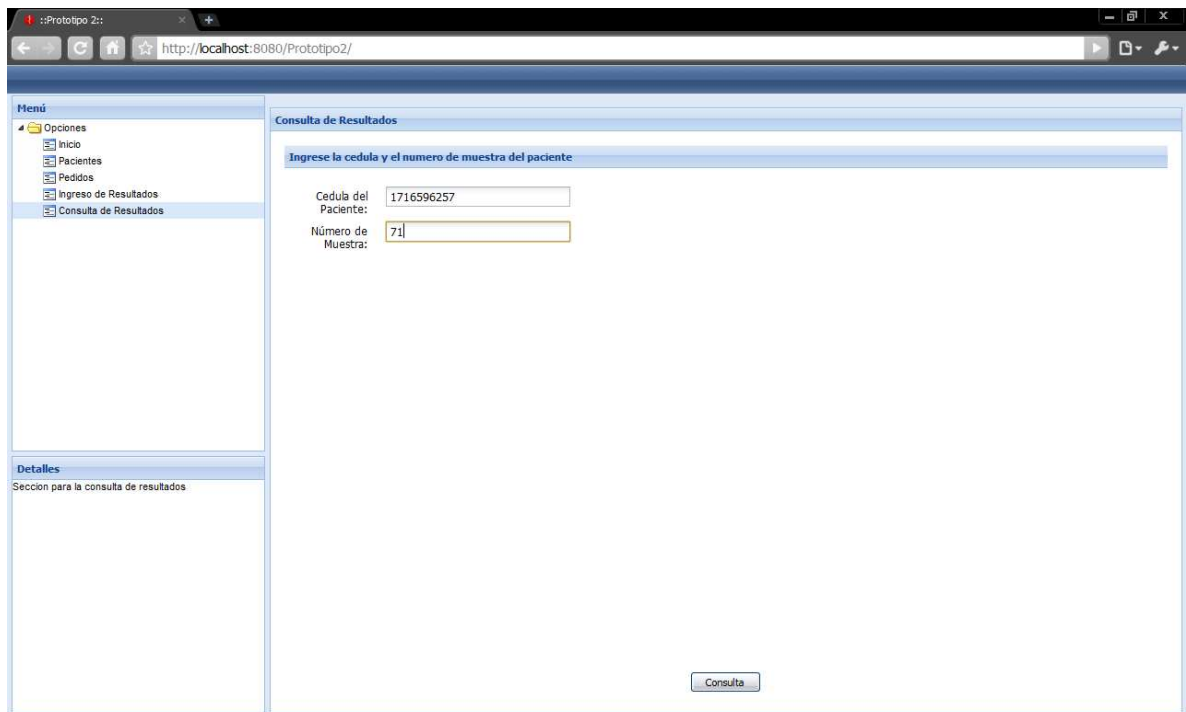 ::Prototipo 2::
http://localhost:8080/Prototipo2/
Menú
Opciones
Inicio
Pacientes
Pedidos
Ingreso de Resultados
Consulta de Resultados
Detalles
Seccion para la consulta de resultados
Consulta de Resultados
Ingrese la cedula y el numero de muestra del paciente
Cedula del
Paciente:
1716596257
Número de
Muestra:
71
Consulta